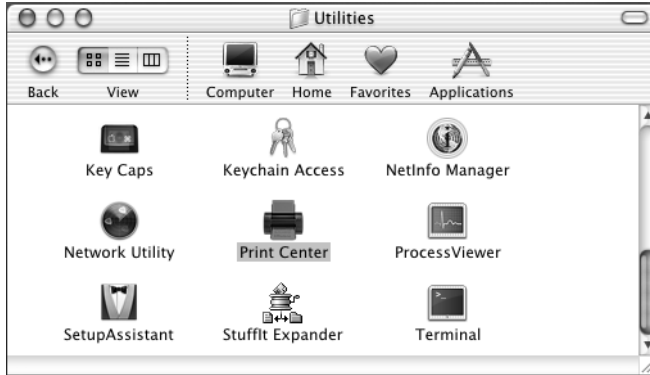 Utilities
Back View Computer Home Favorites Applications
Key Caps Keychain Access NetInfo Manager
Network Utility Print Center ProcessViewer
SetupAssistant StuffIt Expander Terminal